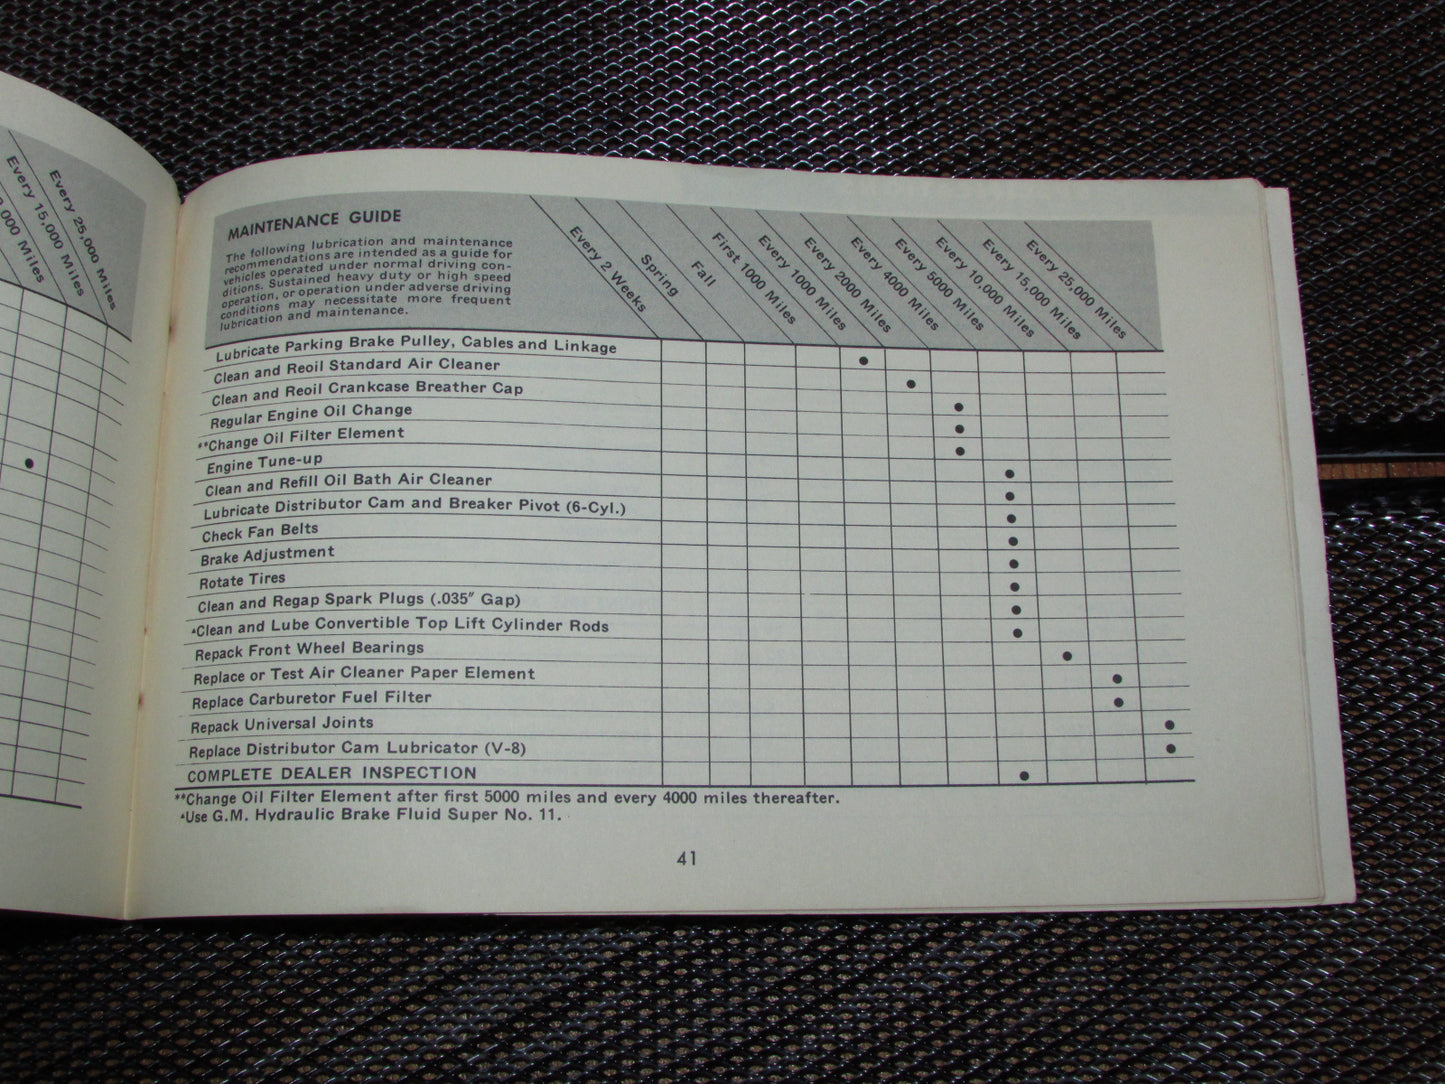 Every 25,000 Miles
Every 15,000 Miles
,000 Miles
MAINTENANCE GUIDE
The following lubrication and maintenance
recommendations are intended as a guide for
vehicles operated under normal driving con-
ditions. Sustained heavy duty or high speed
operation, or operation under adverse driving
conditions may necessitate more frequent
lubrication and maintenance.
Every 2 Weeks
Spring
Fall
First 1000 Miles
Every 1000 Miles
Every 2000 Miles
Every 4000 Miles
Every 5000 Miles
Every 10,000 Miles
Every 15,000 Miles
Every 25,000 Miles
Lubricate Parking Brake Pulley, Cables and Linkage
Clean and Reoil Standard Air Cleaner
Clean and Reoil Crankcase Breather Cap
Regular Engine Oil Change
**Change Oil Filter Element
Engine Tune-up
Clean and Refill Oil Bath Air Cleaner
Lubricate Distributor Cam and Breaker Pivot (6-Cyl.)
Check Fan Belts
Brake Adjustment
Rotate Tires
Clean and Regap Spark Plugs (.035″ Gap)
▴Clean and Lube Convertible Top Lift Cylinder Rods
Repack Front Wheel Bearings
Replace or Test Air Cleaner Paper Element
Replace Carburetor Fuel Filter
Repack Universal Joints
Replace Distributor Cam Lubricator (V-8)
COMPLETE DEALER INSPECTION
**Change Oil Filter Element after first 5000 miles and every 4000 miles thereafter.
▴Use G.M. Hydraulic Brake Fluid Super No. 11.
41